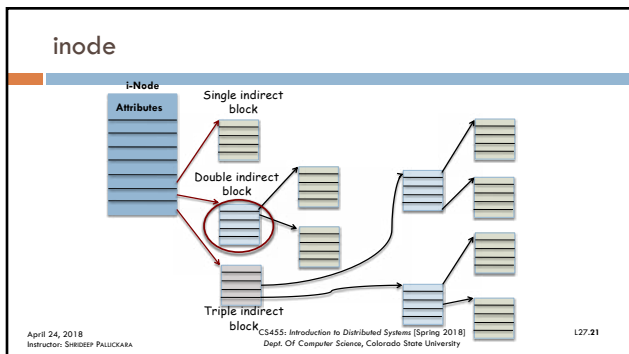 inode
i-Node
Attributes
Single indirect
block
Double indirect
block
Triple indirect
block
April 24, 2018
Instructor: SHRIDEEP PALLICKARA
CS455: Introduction to Distributed Systems [Spring 2018]
Dept. Of Computer Science, Colorado State University
L27.21